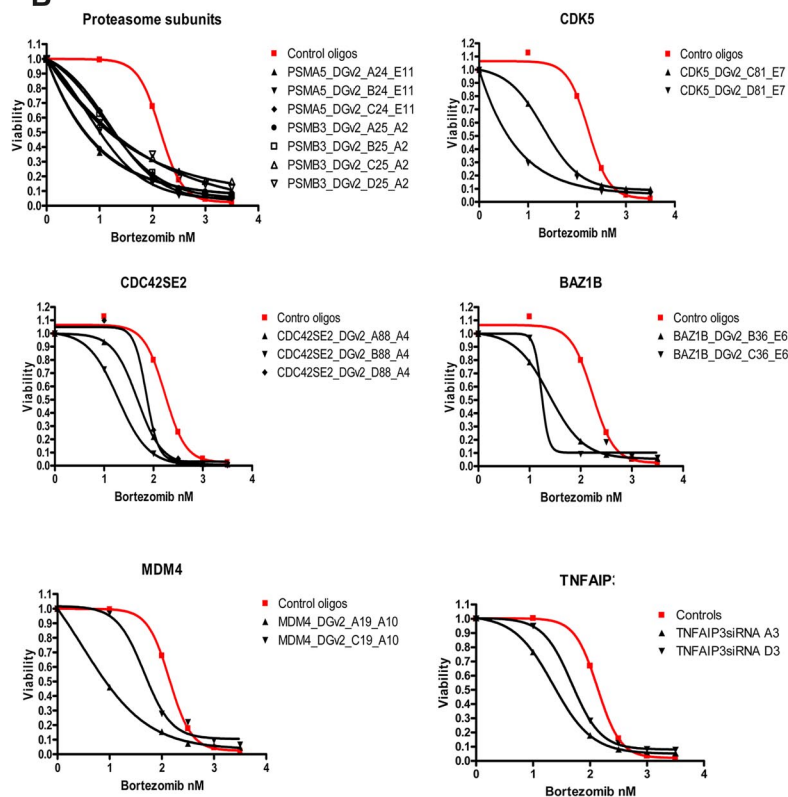 Proteasome subunits
Viability
1.1
1.0
0.9
0.8
0.7
0.6
0.5
0.4
0.3
0.2
0.1
0.0
0 1 2 3 4
Bortezomib nM
Control oligos
PSMA5_DGv2_A24_E11
PSMA5_DGv2_B24_E11
PSMA5_DGv2_C24_E11
PSMB3_DGv2_A25_A2
PSMB3_DGv2_B25_A2
PSMB3_DGv2_C25_A2
PSMB3_DGv2_D25_A2
CDK5
Viability
1.2
1.1
1.0
0.9
0.8
0.7
0.6
0.5
0.4
0.3
0.2
0.1
0.0
0 1 2 3 4
Bortezomib nM
Contro oligos
CDK5_DGv2_C81_E7
CDK5_DGv2_D81_E7
CDC42SE2
Viability
1.2
1.1
1.0
0.9
0.8
0.7
0.6
0.5
0.4
0.3
0.2
0.1
0.0
0 1 2 3 4
Bortezomib nM
Contro oligos
CDC42SE2_DGv2_A88_A4
CDC42SE2_DGv2_B88_A4
CDC42SE2_DGv2_D88_A4
BAZ1B
Viability
1.2
1.1
1.0
0.9
0.8
0.7
0.6
0.5
0.4
0.3
0.2
0.1
0.0
0 1 2 3 4
Bortezomib nM
Contro oligos
BAZ1B_DGv2_B36_E6
BAZ1B_DGv2_C36_E6
MDM4
Viability
1.1
1.0
0.9
0.8
0.7
0.6
0.5
0.4
0.3
0.2
0.1
0.0
0 1 2 3 4
Bortezomib nM
Control oligos
MDM4_DGv2_A19_A10
MDM4_DGv2_C19_A10
TNFAIP
Viability
1.1
1.0
0.9
0.8
0.7
0.6
0.5
0.4
0.3
0.2
0.1
0.0
0 1 2 3 4
Bortezomib nM
Controls
TNFAIP3siRNA A3
TNFAIP3siRNA D3